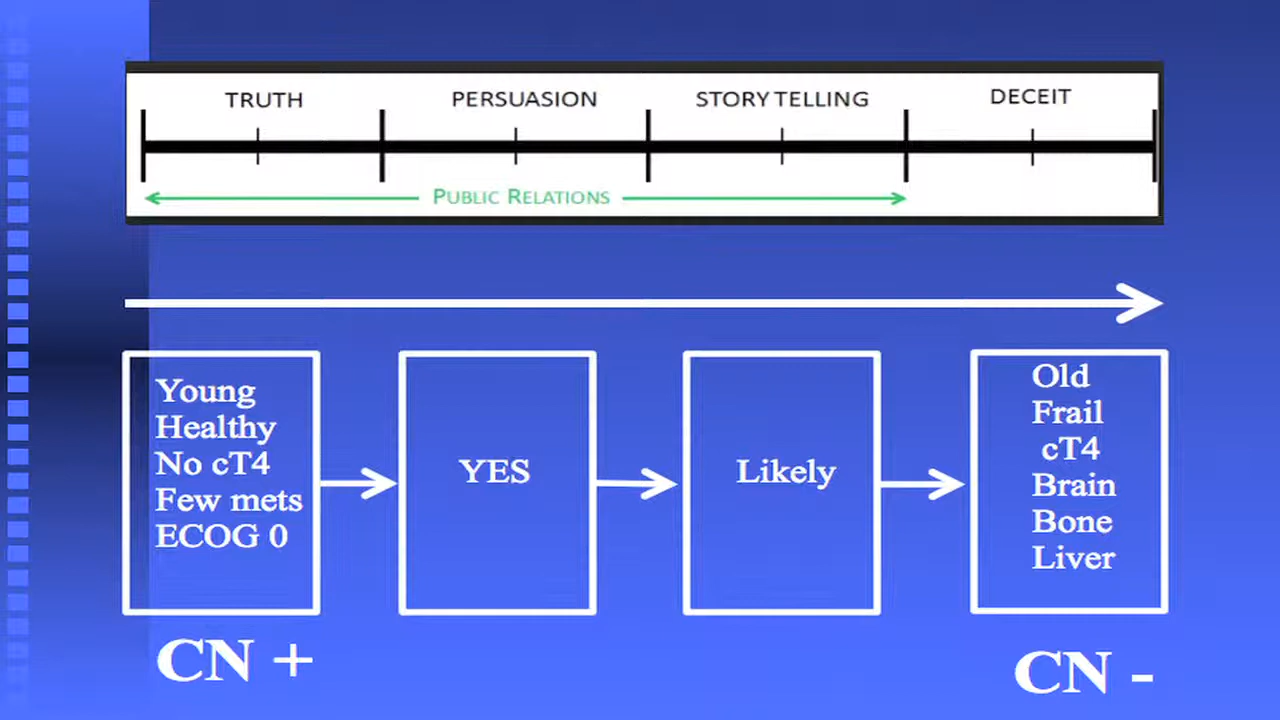 TRUTH
PERSUASION
STORY TELLING
DECEIT
PUBLIC RELATIONS
Young
Healthy
No cT4
Few mets
ECOG 0
YES
Likely
Old
Frail
cT4
Brain
Bone
Liver
CN +
CN -